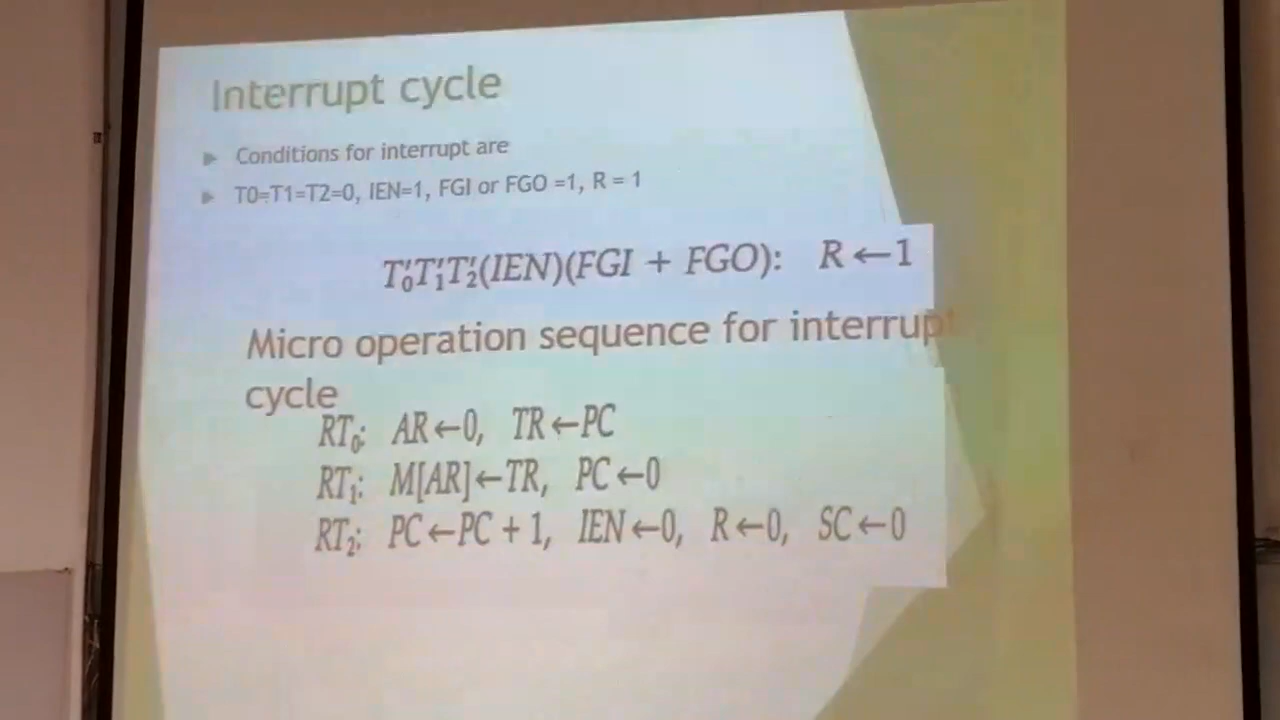 Interrupt cycle
Conditions for interrupt are
T0=T1=T2=0, IEN=1, FGI or FGO =1, R = 1
T₀′T₁′T₂′(IEN)(FGI + FGO): R ← 1
Micro operation sequence for interrupt
cycle
RT₀: AR ← 0, TR ← PC
RT₁: M[AR] ← TR, PC ← 0
RT₂: PC ← PC + 1, IEN ← 0, R ← 0, SC ← 0